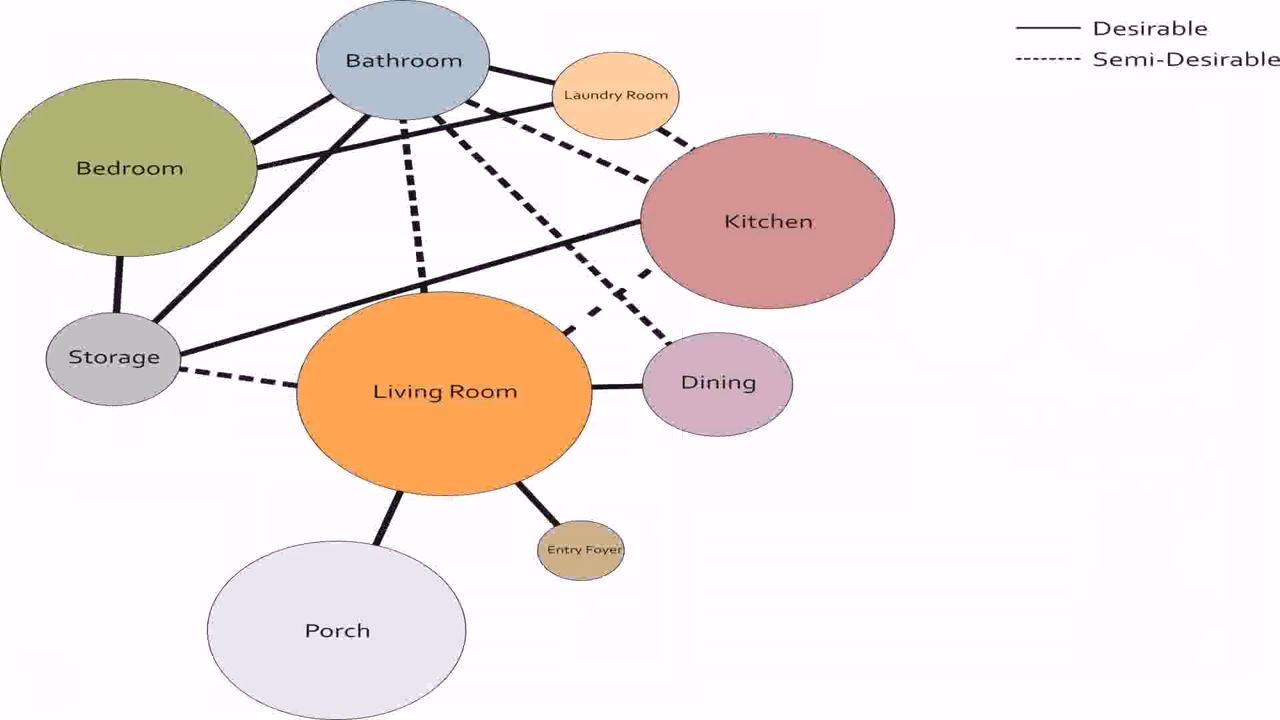 Desirable
Semi-Desirable
Bathroom
Laundry Room
Bedroom
Kitchen
Storage
Living Room
Dining
Entry Foyer
Porch